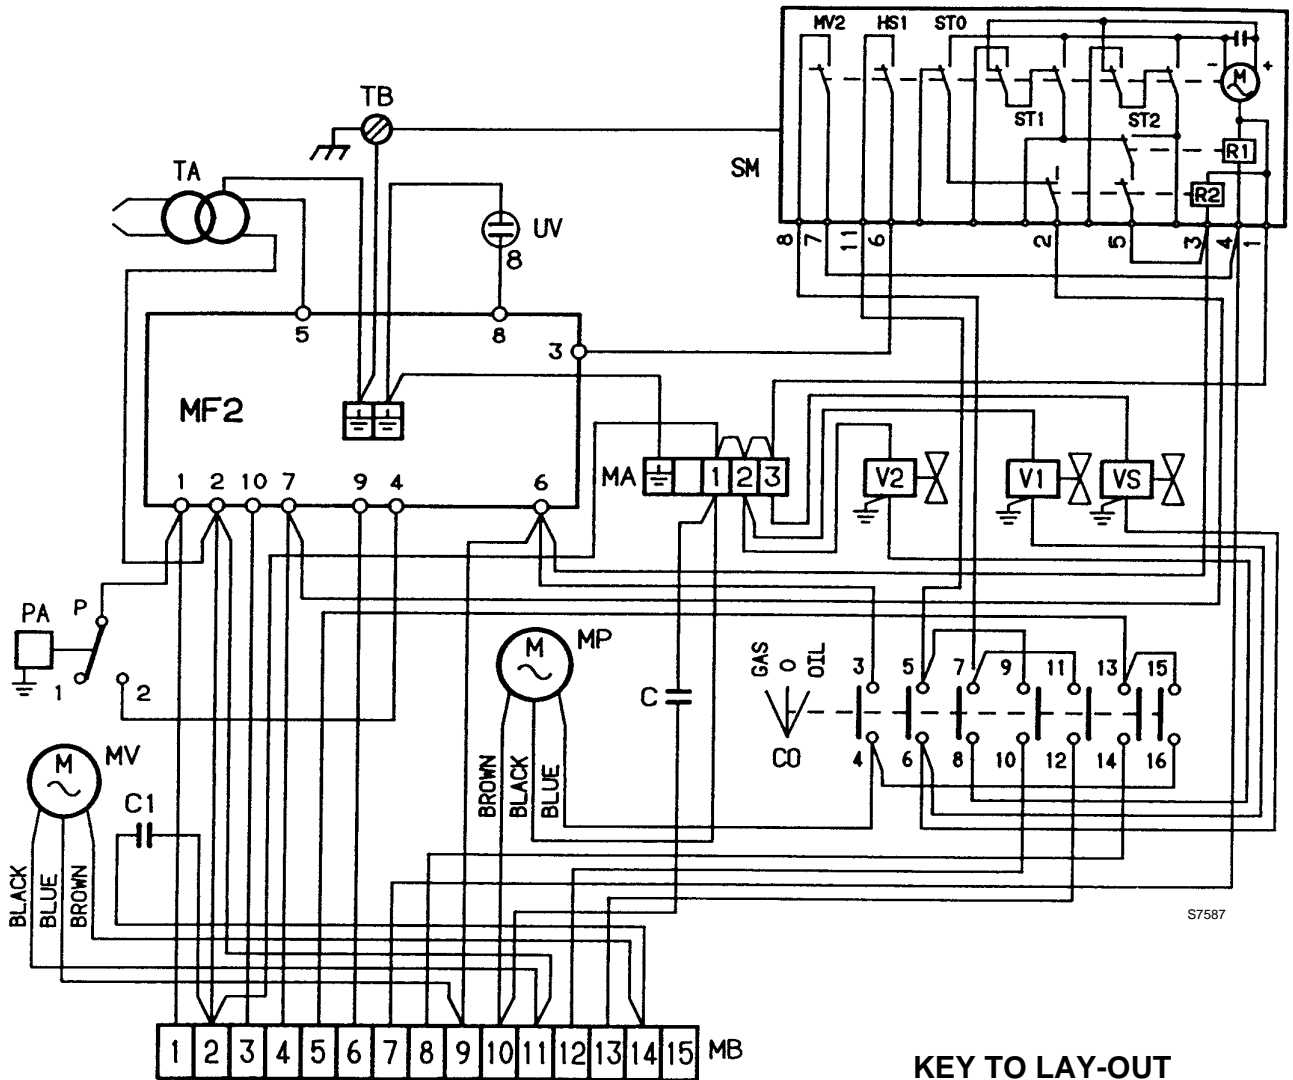 MV2 HS1 ST0
M
- +
ST1 ST2
R1
R2
SM
8 7 11 6 2 5 3 4 1
TB
TA
UV
8
5 8
3
MF2
1 1
1 2 10 7 9 4 6
MA 1 2 3
V2 V1 VS
PA P
1 2
M MP
C
GAS O OIL
CO
3 5 7 9 11 13 15
4 6 8 10 12 14 16
M MV
C1
BLACK BLUE BROWN
BROWN BLACK BLUE
S7587
1 2 3 4 5 6 7 8 9 10 11 12 13 14 15 MB
KEY TO LAY-OUT